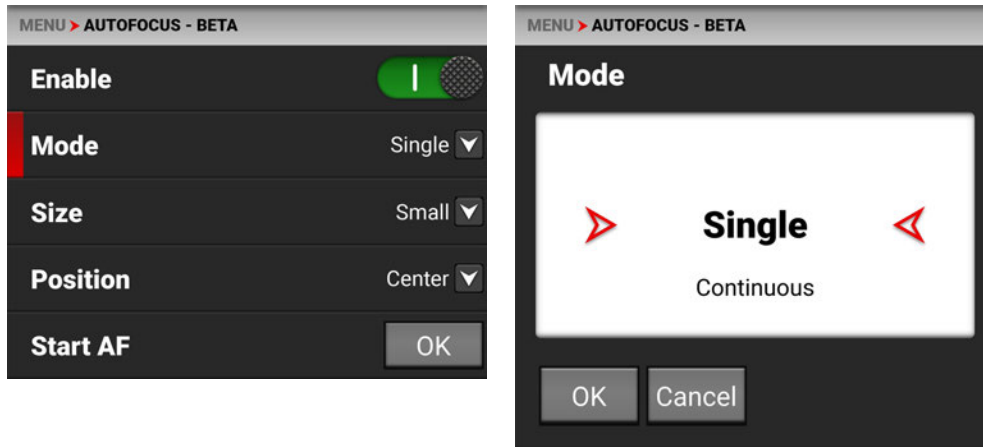 MENU > AUTOFOCUS - BETA
Enable
Mode Single
Size Small
Position Center
Start AF OK
MENU > AUTOFOCUS - BETA
Mode
Single
Continuous
OK Cancel